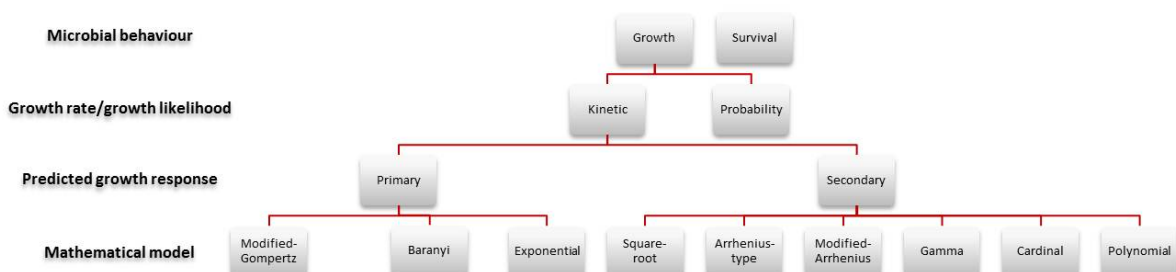 Microbial behaviour
Growth
Survival
Growth rate/growth likelihood
Kinetic
Probability
Predicted growth response
Primary
Secondary
Mathematical model
Modified-
Gompertz
Baranyi
Exponential
Square-
root
Arrhenius-
type
Modified-
Arrhenius
Gamma
Cardinal
Polynomial